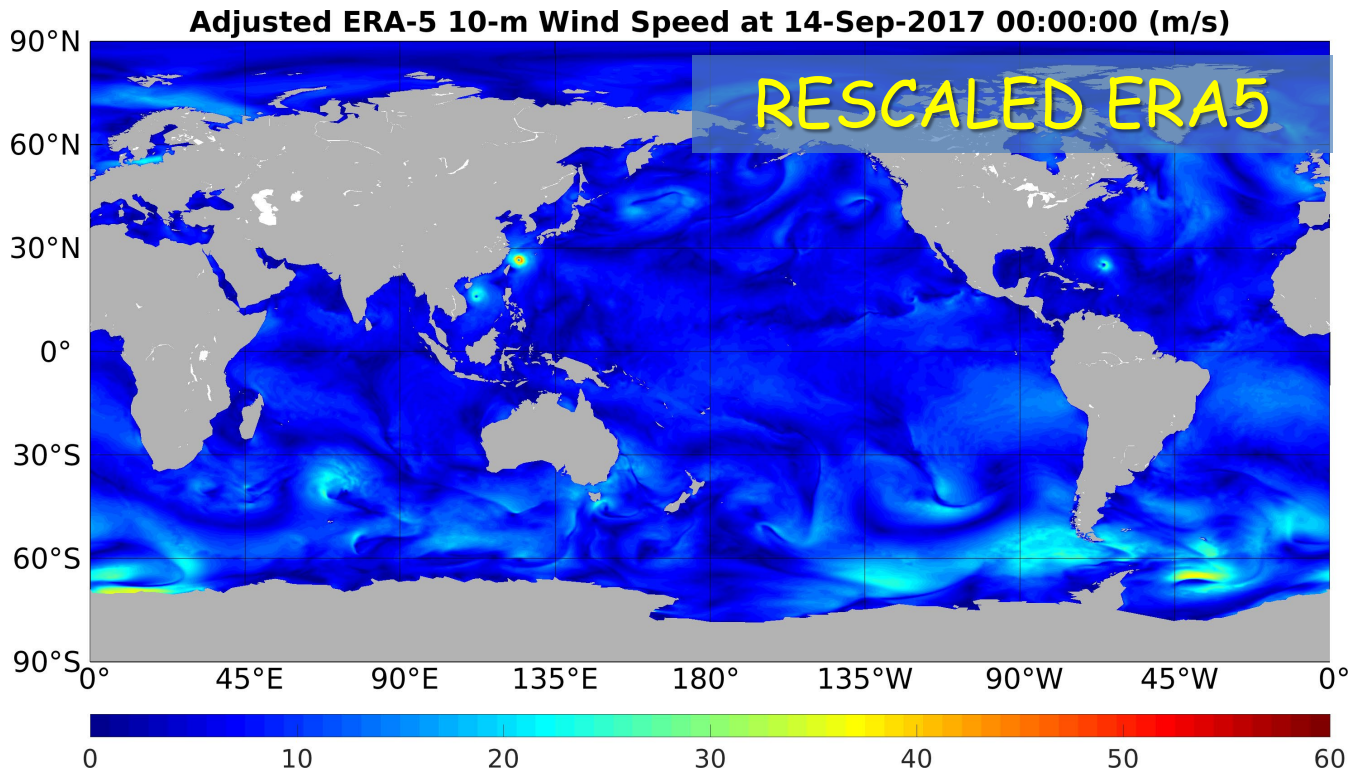 Adjusted ERA-5 10-m Wind Speed at 14-Sep-2017 00:00:00 (m/s)
RESCALED ERA5
90°N
60°N
30°N
0°
30°S
60°S
90°S
0° 45°E 90°E 135°E 180° 135°W 90°W 45°W 0°
0 10 20 30 40 50 60